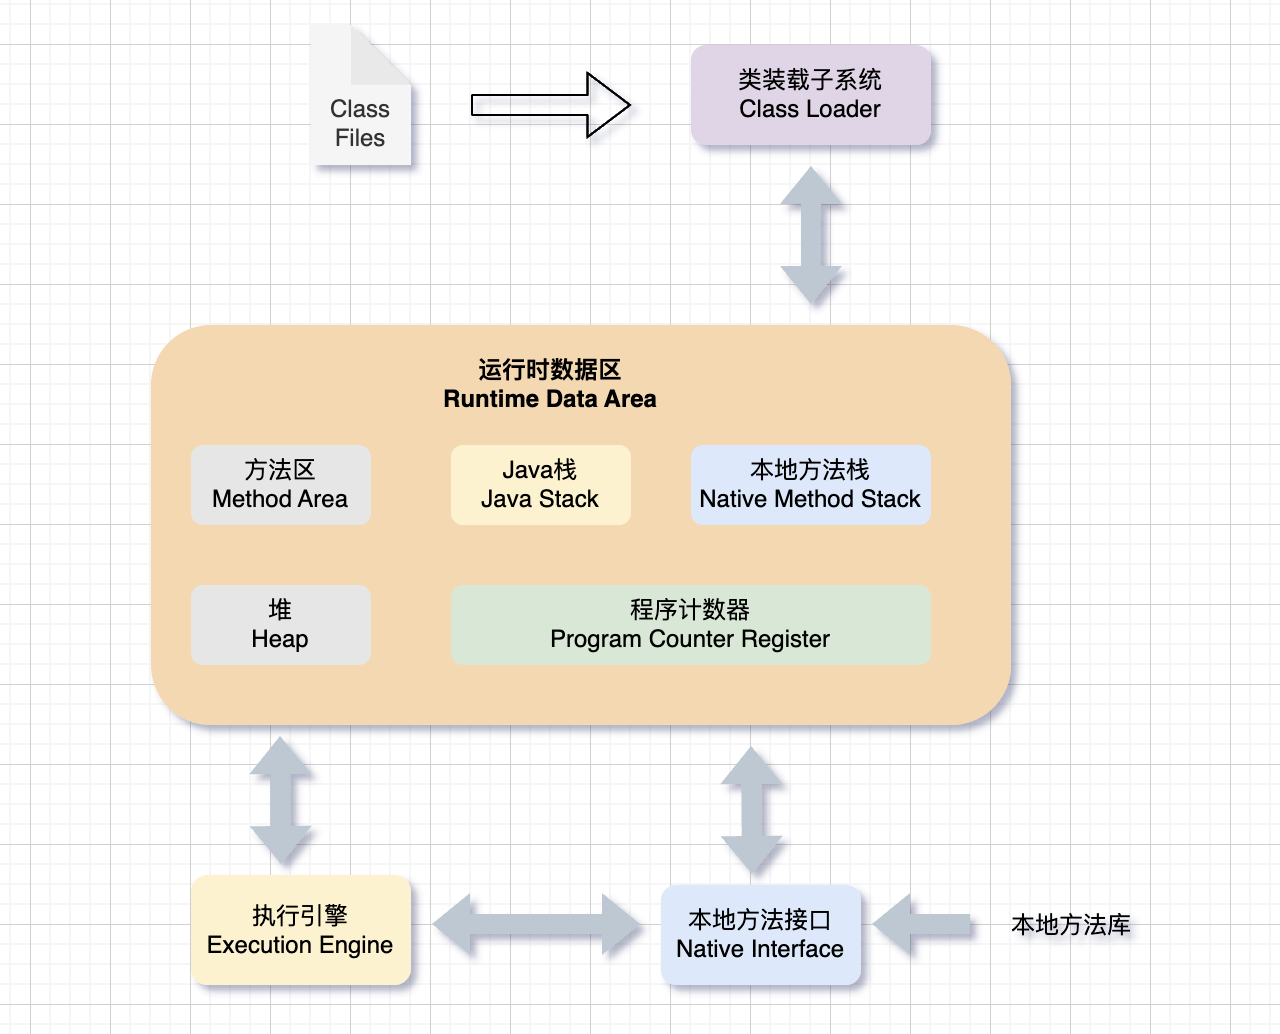 Class
Files
类装载子系统
Class Loader
运行时数据区
Runtime Data Area
方法区
Method Area
Java栈
Java Stack
本地方法栈
Native Method Stack
堆
Heap
程序计数器
Program Counter Register
执行引擎
Execution Engine
本地方法接口
Native Interface
本地方法库